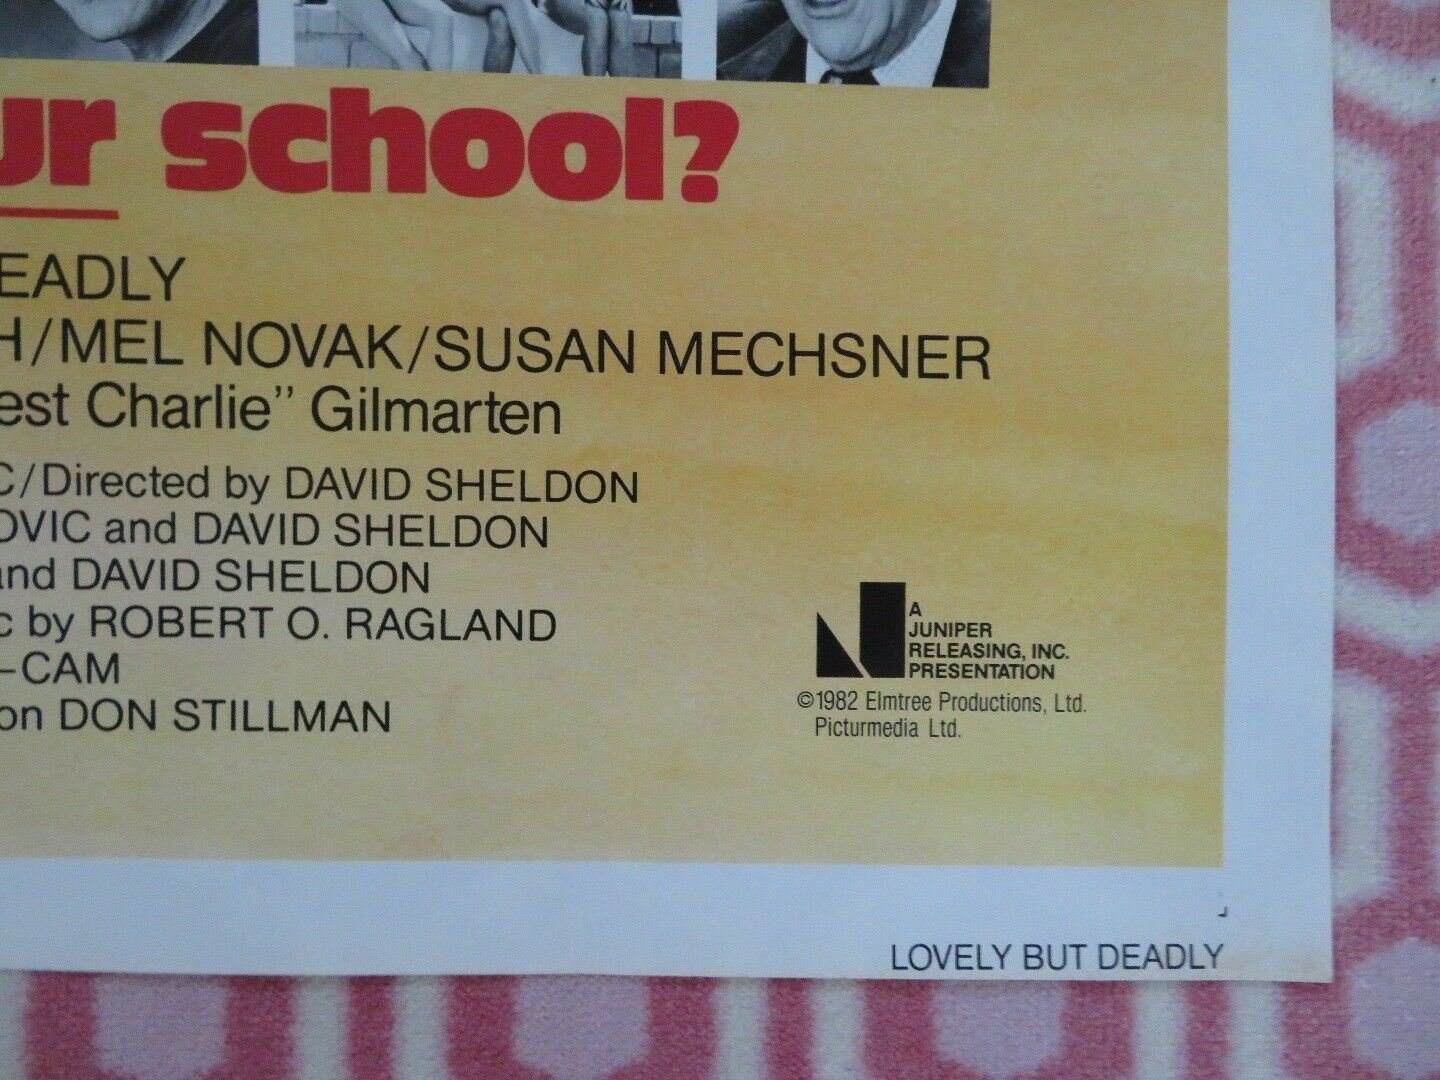 ur school?
EADLY
H/MEL NOVAK/SUSAN MECHSNER
est Charlie" Gilmarten
C/Directed by DAVID SHELDON
OVIC and DAVID SHELDON
and DAVID SHELDON
c by ROBERT O. RAGLAND
–CAM
on DON STILLMAN
A
JUNIPER
RELEASING, INC.
PRESENTATION
©1982 Elmtree Productions, Ltd.
Picturmedia Ltd.
LOVELY BUT DEADLY